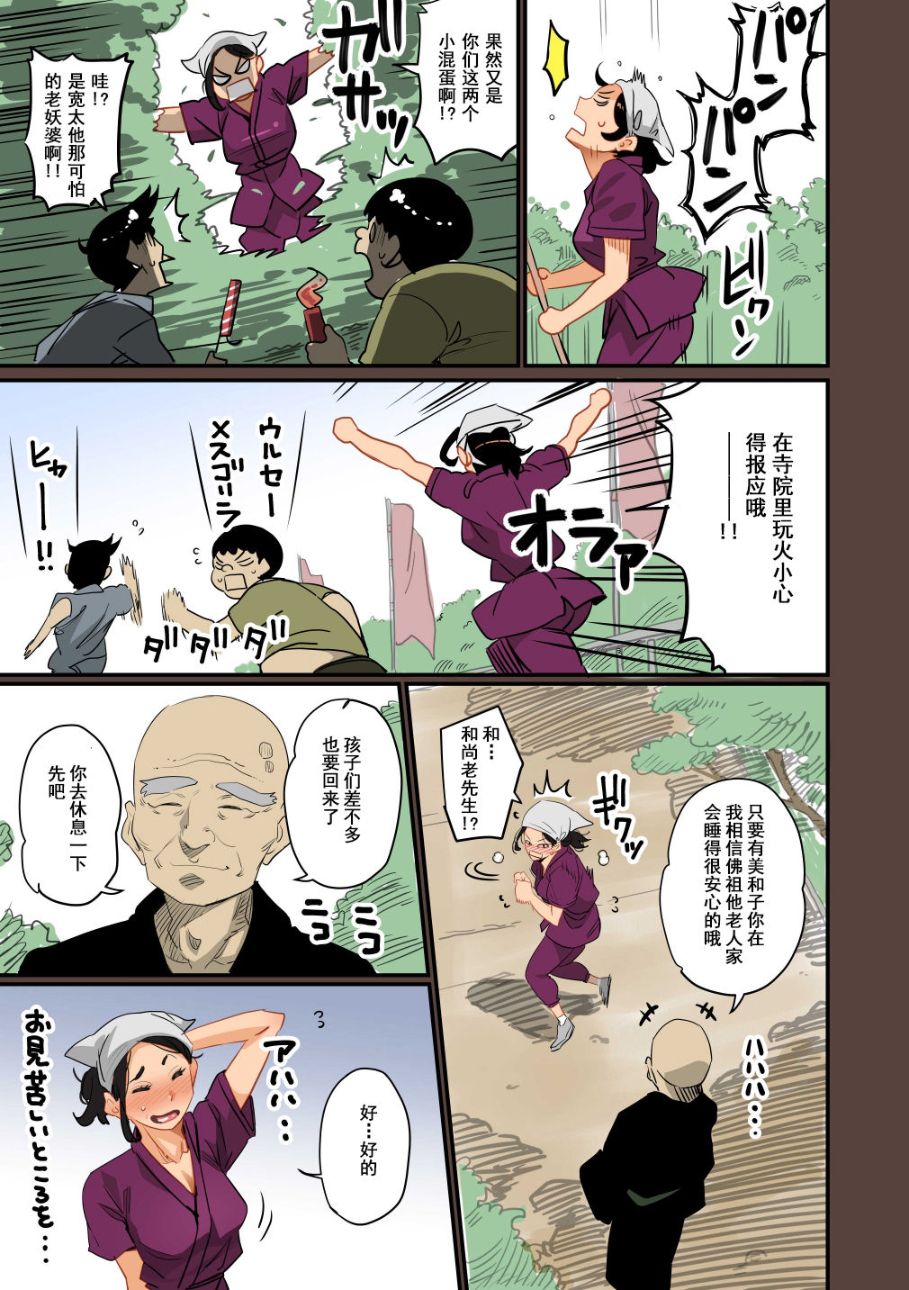 パンパンパン
ビクン
果然又是
你们这两个
小混蛋啊!?
ガサッ
哇!?
是宽太他那可怕
的老妖婆啊!!
在寺院里玩火小心
得报应哦
――!!
オラァ
ウルセー
メスゴリラ
ダダダ
ヒャーー!!
只要有美和子你在
我相信佛祖他老人家
会睡得很安心的哦
ハハハ…
ギクッ
和…
和尚老先生!?
孩子们差不多
也要回来了
你去休息一下
先吧
ニコニコ
好…好的
アハハ…
お見苦しいところを…